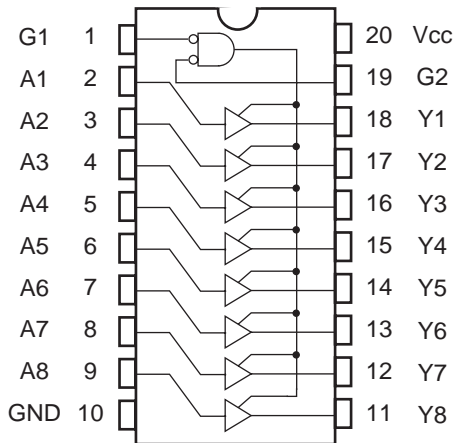 G1 1 20 Vcc
A1 2 19 G2
A2 3 18 Y1
A3 4 17 Y2
A4 5 16 Y3
A5 6 15 Y4
A6 7 14 Y5
A7 8 13 Y6
A8 9 12 Y7
GND 10 11 Y8